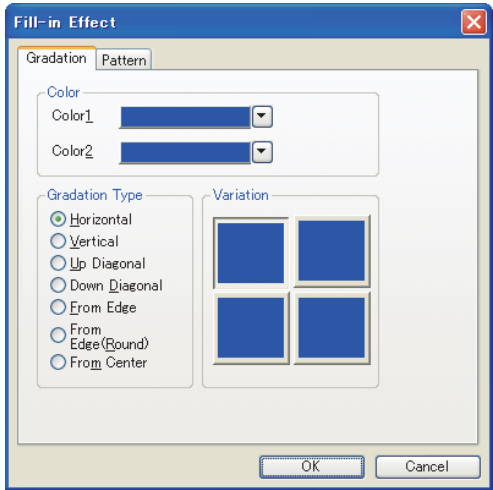 Fill-in Effect
Gradation Pattern
Color
Color1
Color2
Gradation Type
Horizontal
Vertical
Up Diagonal
Down Diagonal
From Edge
From
Edge(Round)
From Center
Variation
OK Cancel